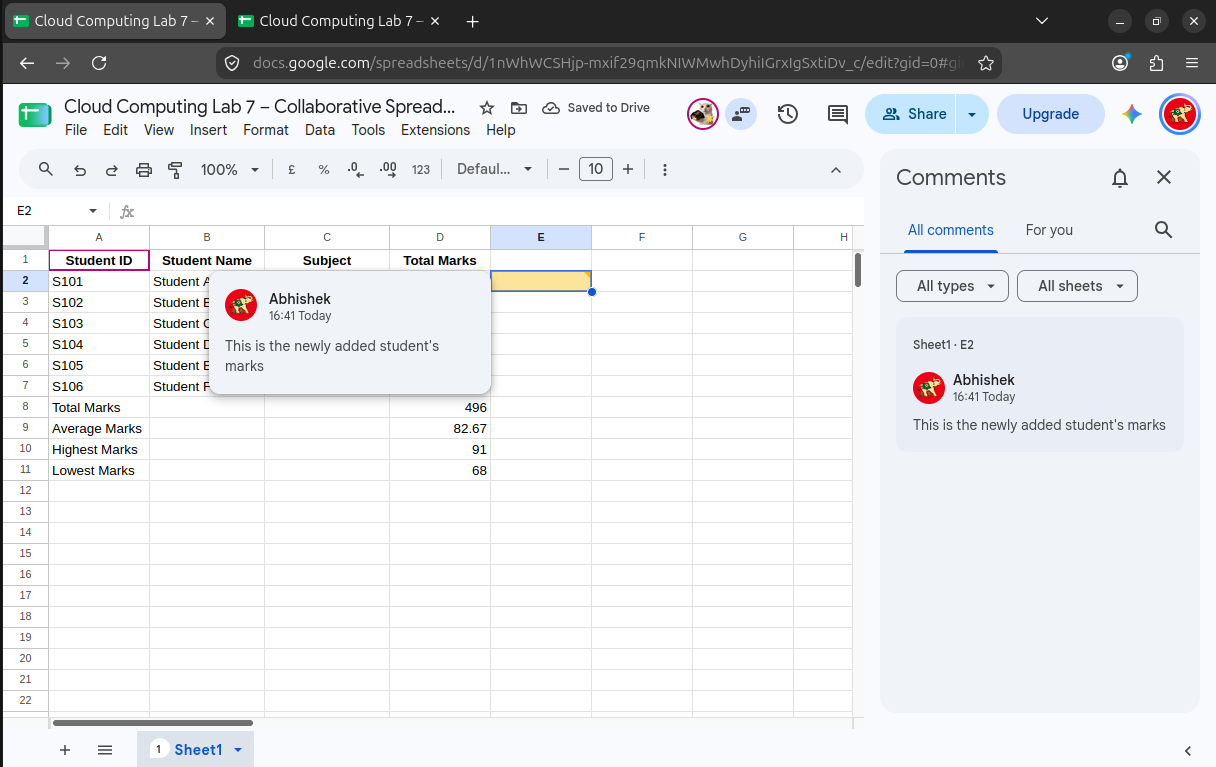 Cloud Computing Lab 7 –
Cloud Computing Lab 7 –
docs.google.com/spreadsheets/d/1nWhWCSHjp-mxif29qmkNIWMwhDyhiIGrxIgSxtiDv_c/edit?gid=0#gi
Cloud Computing Lab 7 – Collaborative Spread...
Saved to Drive
File Edit View Insert Format Data Tools Extensions Help
Share
Upgrade
100% £ % .0 .00 123 Defaul... 10
E2
fx
A B C D E F G H
1 Student ID Student Name Subject Total Marks
2 S101 Student A
3 S102 Student
4 S103 Student
5 S104 Student
6 S105 Student
7 S106 Student
8 Total Marks 496
9 Average Marks 82.67
10 Highest Marks 91
11 Lowest Marks 68
12
13
14
15
16
17
18
19
20
21
22
Abhishek
16:41 Today
This is the newly added student's
marks
1 Sheet1
Comments
All comments For you
All types All sheets
Sheet1 · E2
Abhishek
16:41 Today
This is the newly added student's marks